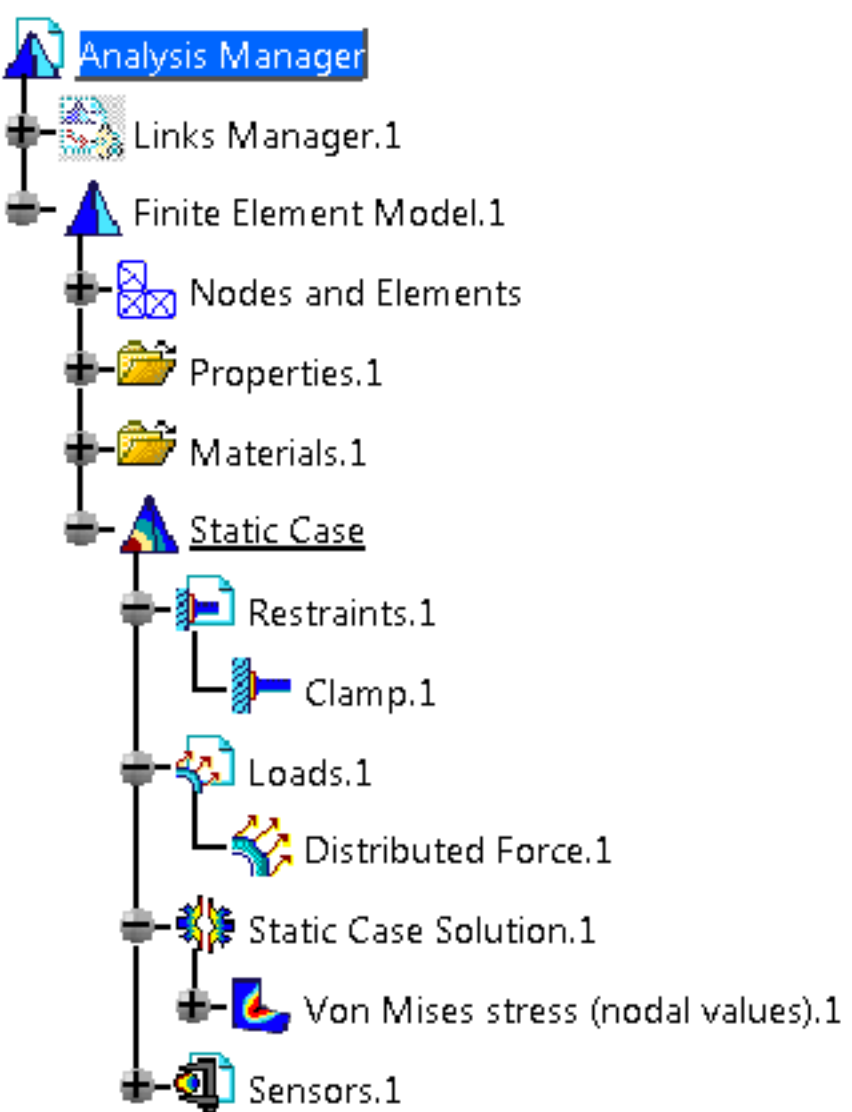 Analysis Manager
Links Manager.1
Finite Element Model.1
Nodes and Elements
Properties.1
Materials.1
Static Case
Restraints.1
Clamp.1
Loads.1
Distributed Force.1
Static Case Solution.1
Von Mises stress (nodal values).1
Sensors.1